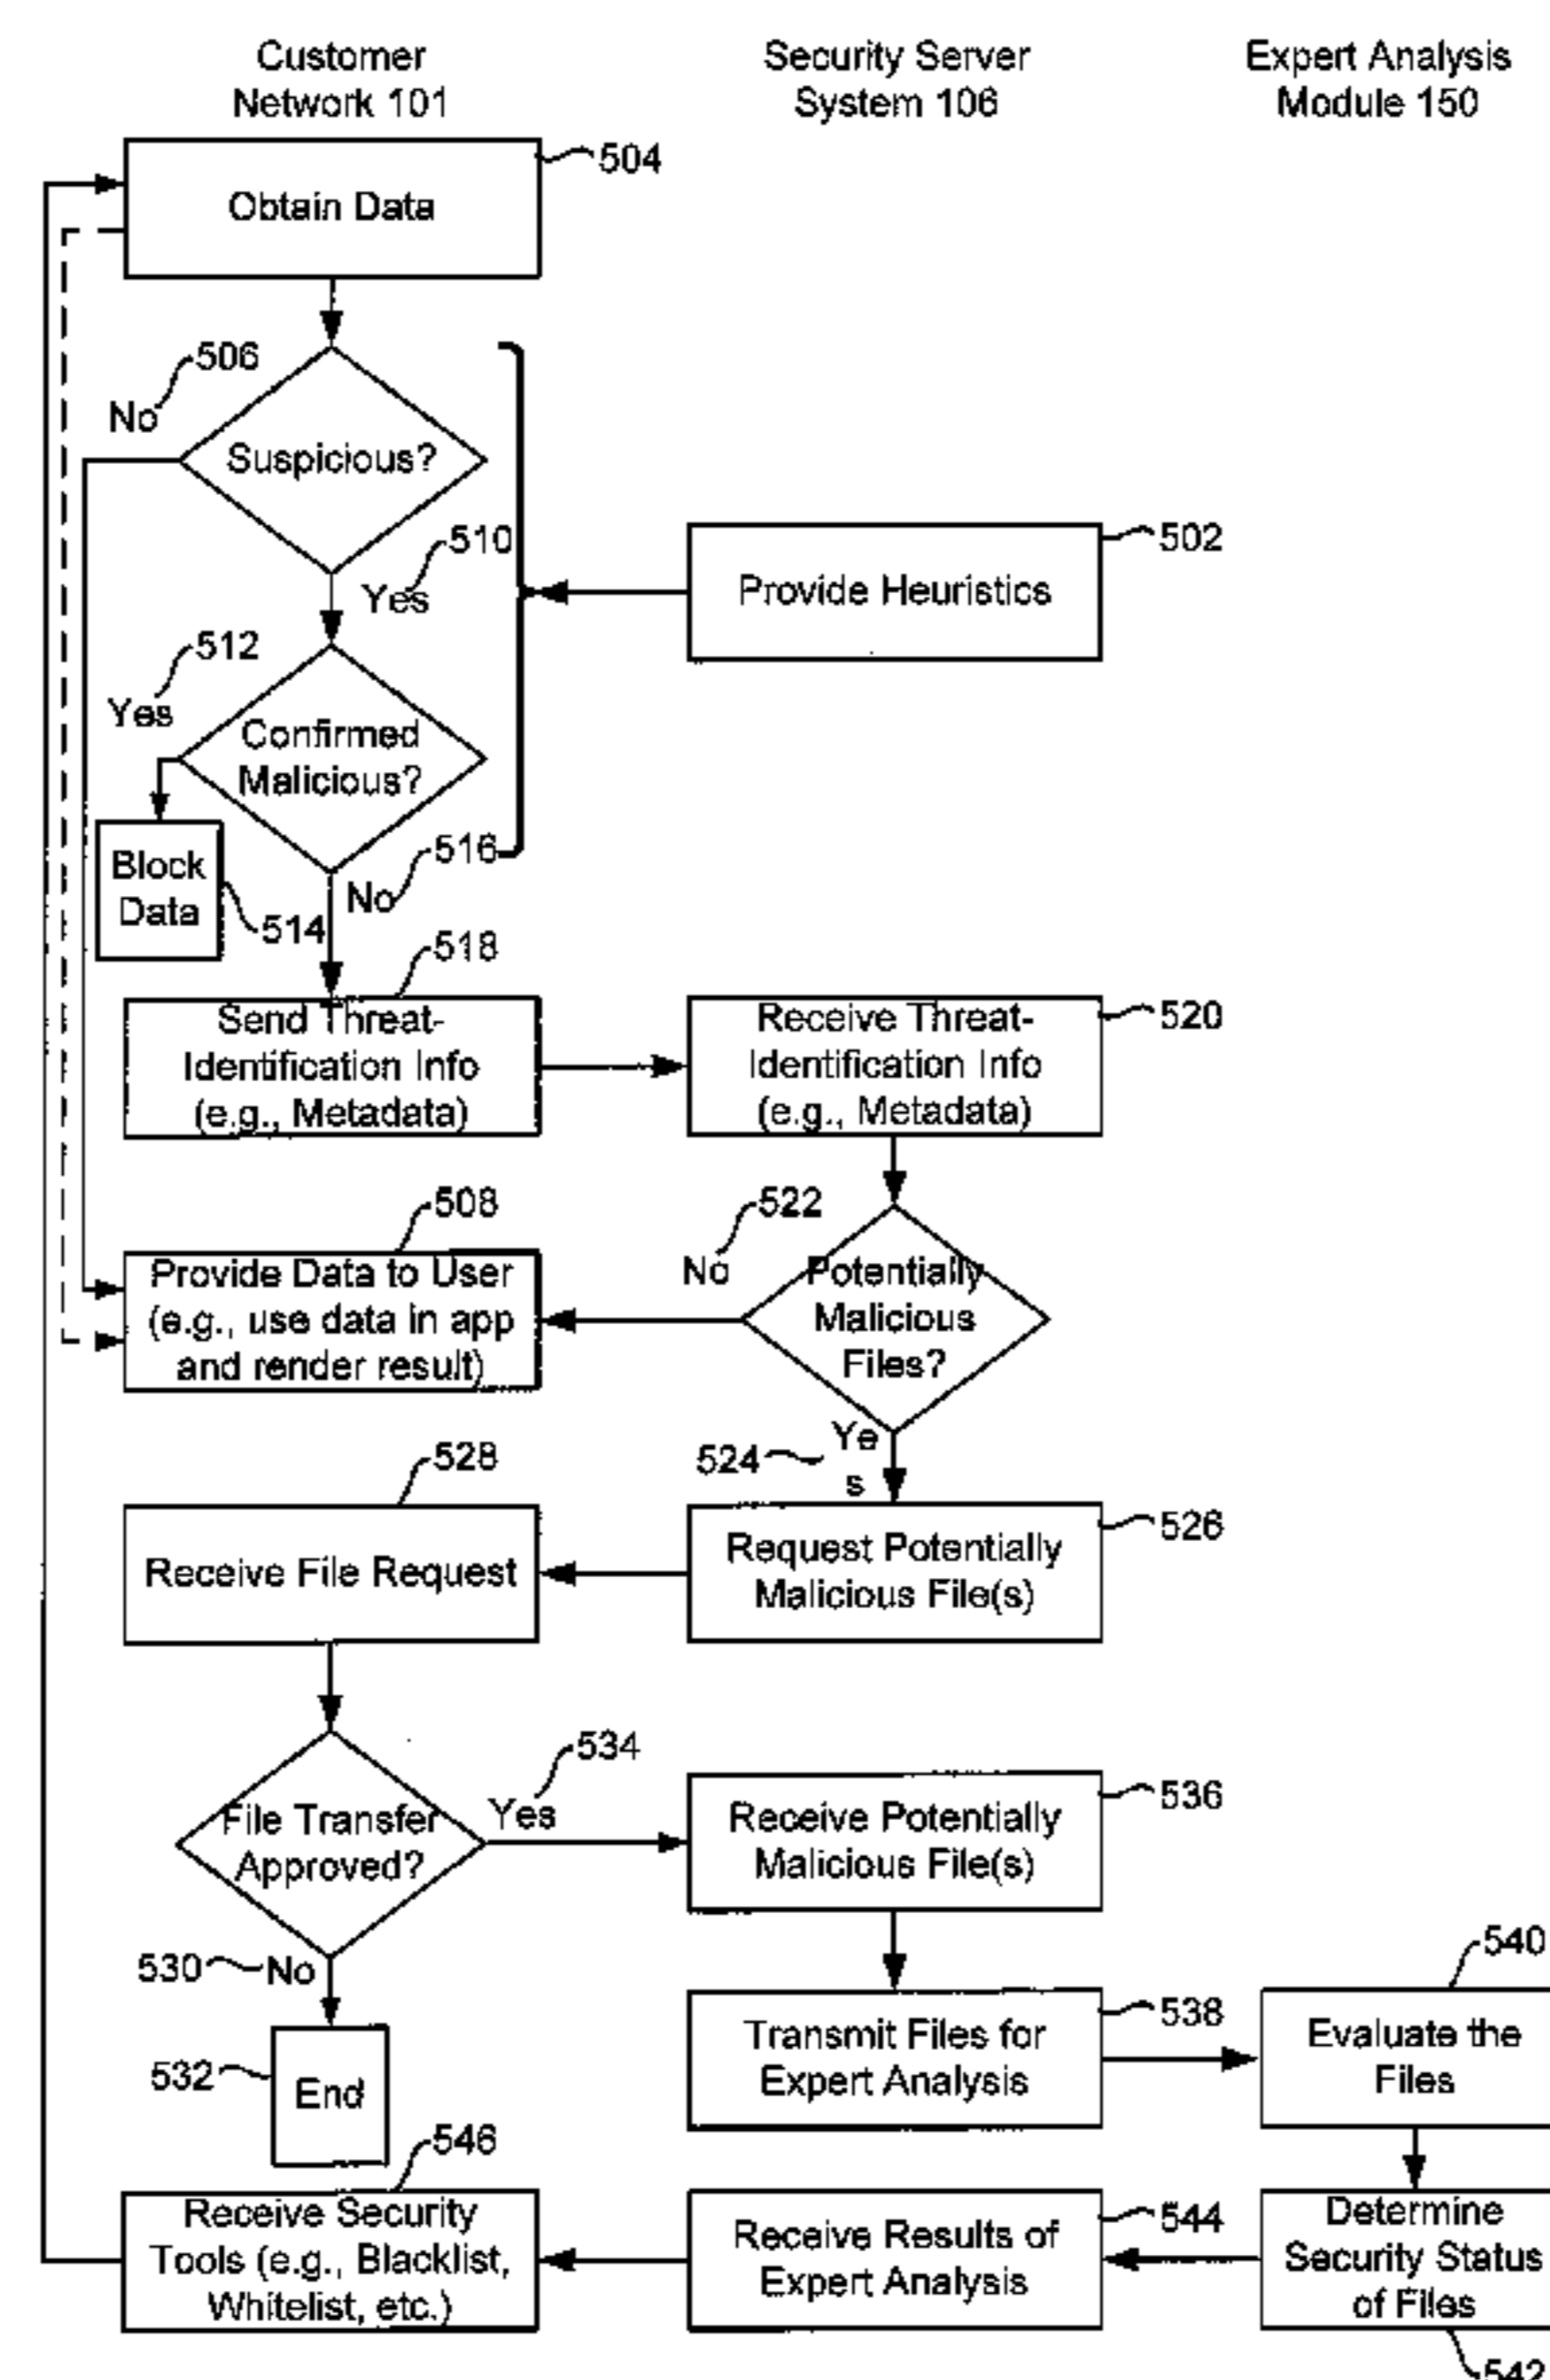 Customer
Network 101
Security Server
System 106
Expert Analysis
Module 150
504
Obtain Data
506
No
Suspicious?
510
Yes
502
Provide Heuristics
512
Yes
Confirmed
Malicious?
516
No
Block
Data
514
518
Send Threat-
Identification Info
(e.g., Metadata)
520
Receive Threat-
Identification Info
(e.g., Metadata)
508
Provide Data to User
(e.g., use data in app
and render result)
522
No
Potentially
Malicious
Files?
524
Ye
s
528
Receive File Request
526
Request Potentially
Malicious File(s)
534
Yes
File Transfer
Approved?
536
Receive Potentially
Malicious File(s)
530
No
532
End
538
Transmit Files for
Expert Analysis
540
Evaluate the
Files
546
Receive Security
Tools (e.g., Blacklist,
Whitelist, etc.)
544
Receive Results of
Expert Analysis
Determine
Security Status
of Files
542